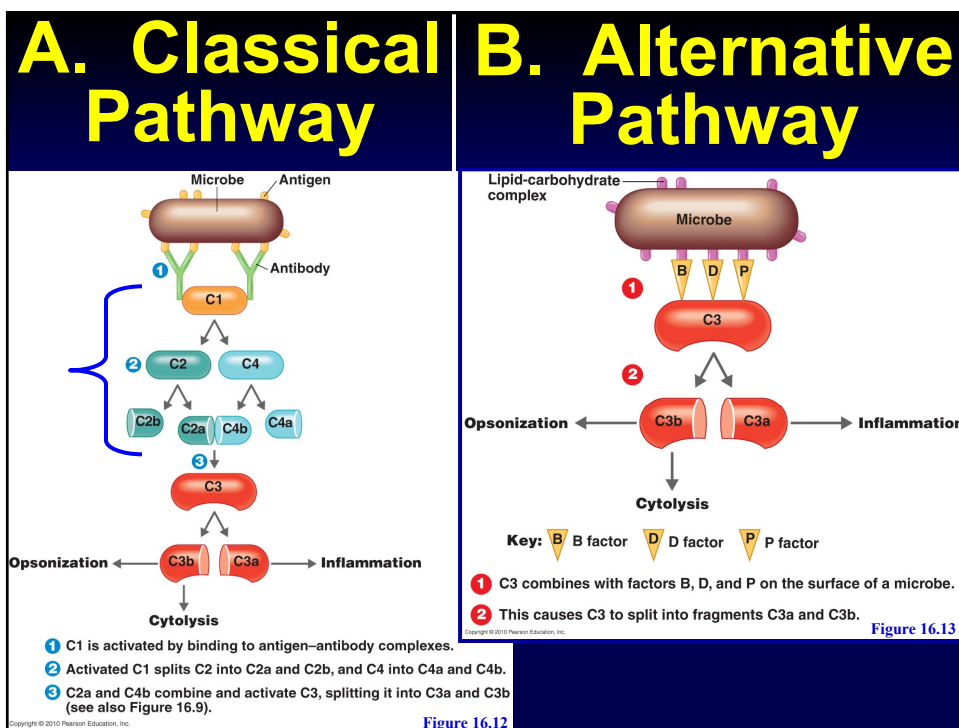 A. Classical
Pathway
Microbe
Antigen
1
Antibody
C1
2
C2
C4
C2b
C2a
C4b
C4a
3
C3
Opsonization
C3b
C3a
Inflammation
Cytolysis
1 C1 is activated by binding to antigen–antibody complexes.
2 Activated C1 splits C2 into C2a and C2b, and C4 into C4a and C4b.
3 C2a and C4b combine and activate C3, splitting it into C3a and C3b
(see also Figure 16.9).
Copyright © 2010 Pearson Education, Inc.
Figure 16.12
B. Alternative
Pathway
Lipid-carbohydrate
complex
Microbe
B D P
1
C3
2
Opsonization
C3b
C3a
Inflammation
Cytolysis
Key: B B factor D D factor P P factor
1 C3 combines with factors B, D, and P on the surface of a microbe.
2 This causes C3 to split into fragments C3a and C3b.
Copyright © 2010 Pearson Education, Inc.
Figure 16.13